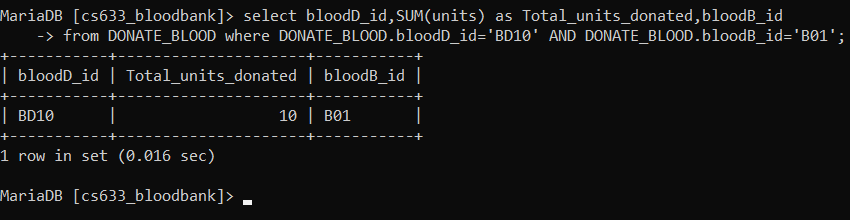 MariaDB [cs633_bloodbank]> select bloodD_id,SUM(units) as Total_units_donated,bloodB_id
    -> from DONATE_BLOOD where DONATE_BLOOD.bloodD_id='BD10' AND DONATE_BLOOD.bloodB_id='B01';
+-----------+---------------------+-----------+
| bloodD_id | Total_units_donated | bloodB_id |
+-----------+---------------------+-----------+
| BD10      |                  10 | B01       |
+-----------+---------------------+-----------+
1 row in set (0.016 sec)
MariaDB [cs633_bloodbank]>